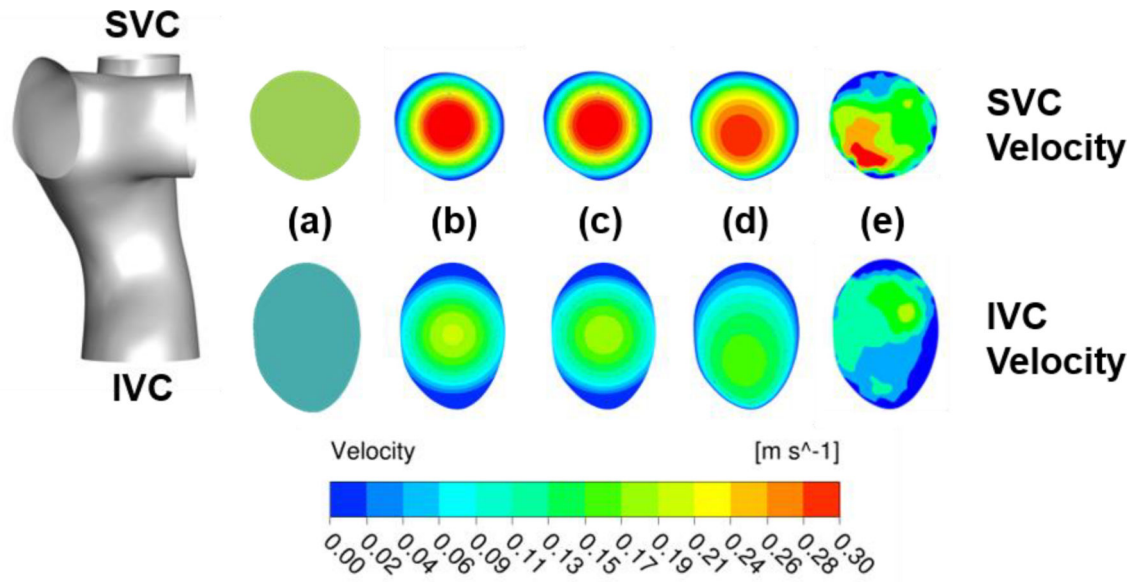 SVC
SVC
Velocity
(a) (b) (c) (d) (e)
IVC
Velocity
IVC
Velocity [m s^-1]
0.00 0.02 0.04 0.06 0.09 0.11 0.13 0.15 0.17 0.19 0.21 0.24 0.26 0.28 0.30